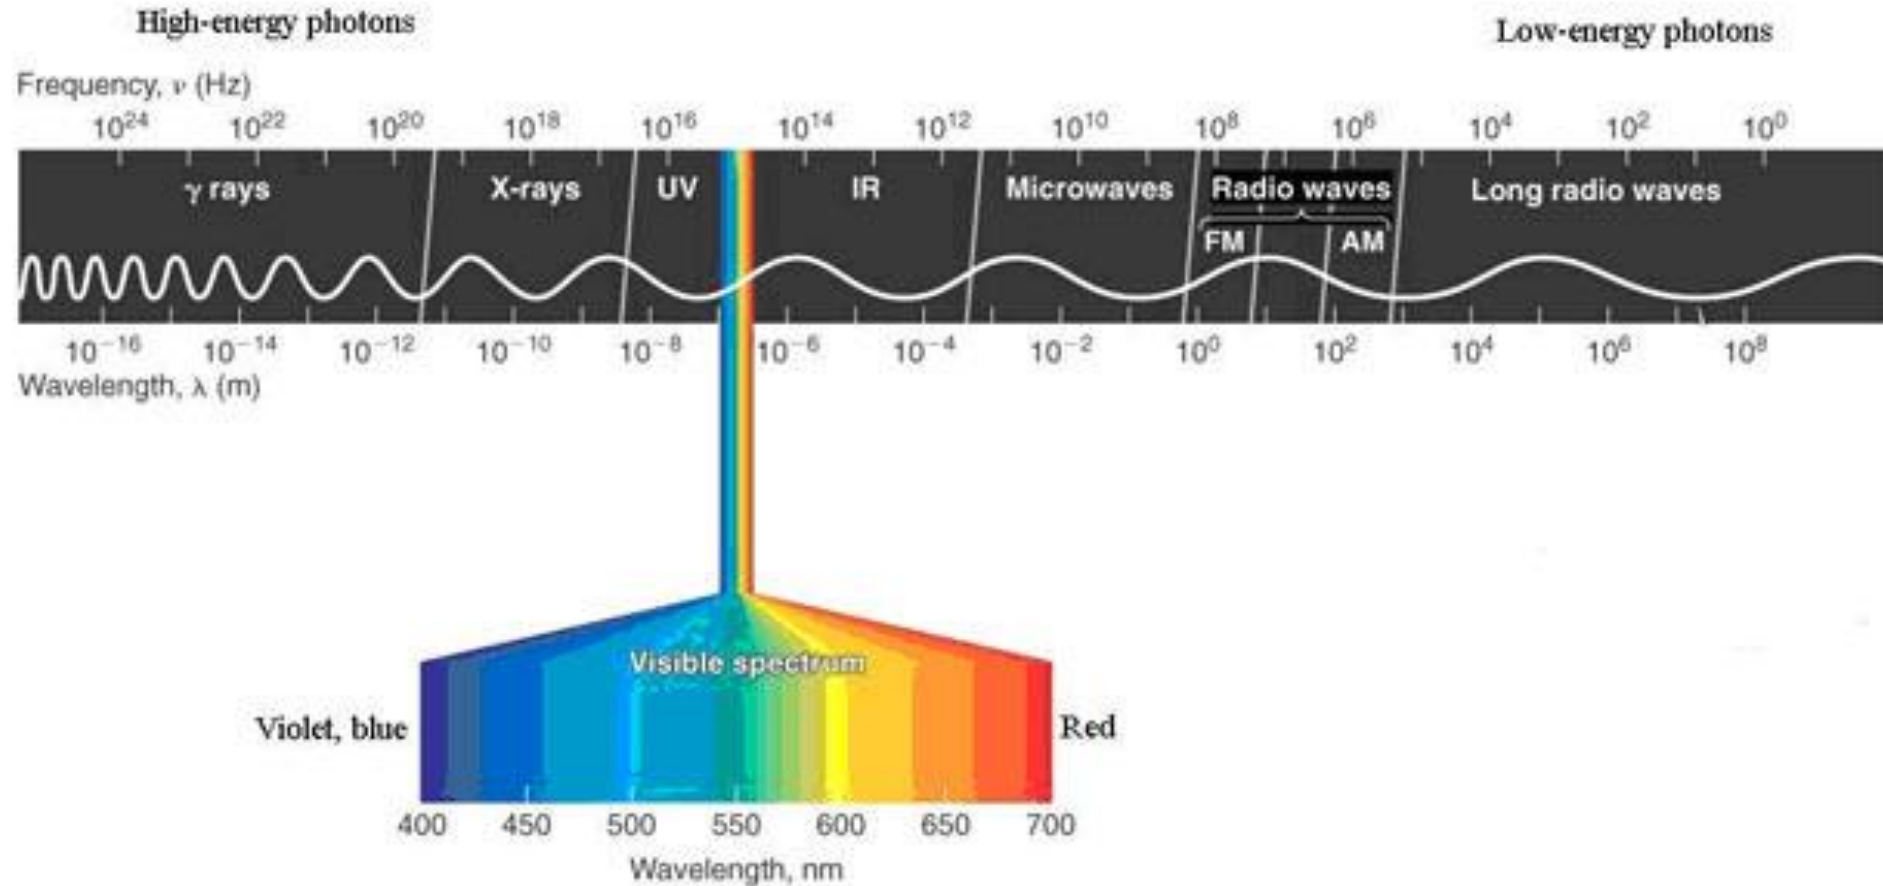 High-energy photons Low-energy photons
Frequency, ν (Hz)
10²⁴ 10²² 10²⁰ 10¹⁸ 10¹⁶ 10¹⁴ 10¹² 10¹⁰ 10⁸ 10⁶ 10⁴ 10² 10⁰
γ rays X-rays UV IR Microwaves Radio waves Long radio waves
FM AM
10⁻¹⁶ 10⁻¹⁴ 10⁻¹² 10⁻¹⁰ 10⁻⁸ 10⁻⁶ 10⁻⁴ 10⁻² 10⁰ 10² 10⁴ 10⁶ 10⁸
Wavelength, λ (m)
Visible spectrum
Violet, blue Red
400 450 500 550 600 650 700
Wavelength, nm